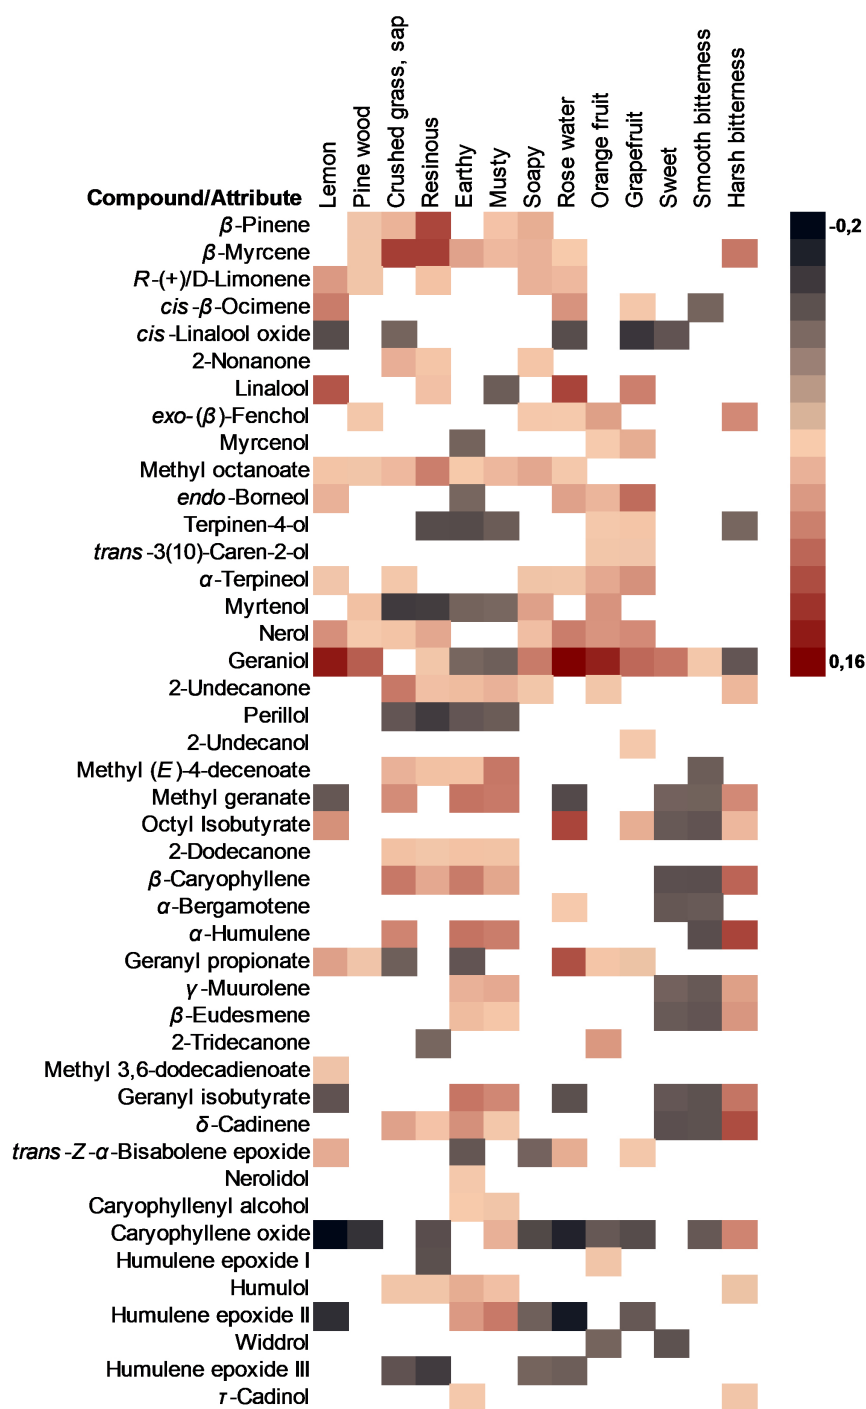 Lemon
Pine wood
Crushed grass, sap
Resinous
Earthy
Musty
Soapy
Rose water
Orange fruit
Grapefruit
Sweet
Smooth bitterness
Harsh bitterness
Compound/Attribute
β-Pinene
-0,2
β-Myrcene
R-(+)/D-Limonene
cis-β-Ocimene
cis-Linalool oxide
2-Nonanone
Linalool
exo-(β)-Fenchol
Myrcenol
Methyl octanoate
endo-Borneol
Terpinen-4-ol
trans-3(10)-Caren-2-ol
α-Terpineol
Myrtenol
Nerol
Geraniol
0,16
2-Undecanone
Perillol
2-Undecanol
Methyl (E)-4-decenoate
Methyl geranate
Octyl Isobutyrate
2-Dodecanone
β-Caryophyllene
α-Bergamotene
α-Humulene
Geranyl propionate
γ-Muurolene
β-Eudesmene
2-Tridecanone
Methyl 3,6-dodecadienoate
Geranyl isobutyrate
δ-Cadinene
trans-Z-α-Bisabolene epoxide
Nerolidol
Caryophyllenyl alcohol
Caryophyllene oxide
Humulene epoxide I
Humulol
Humulene epoxide II
Widdrol
Humulene epoxide III
τ-Cadinol